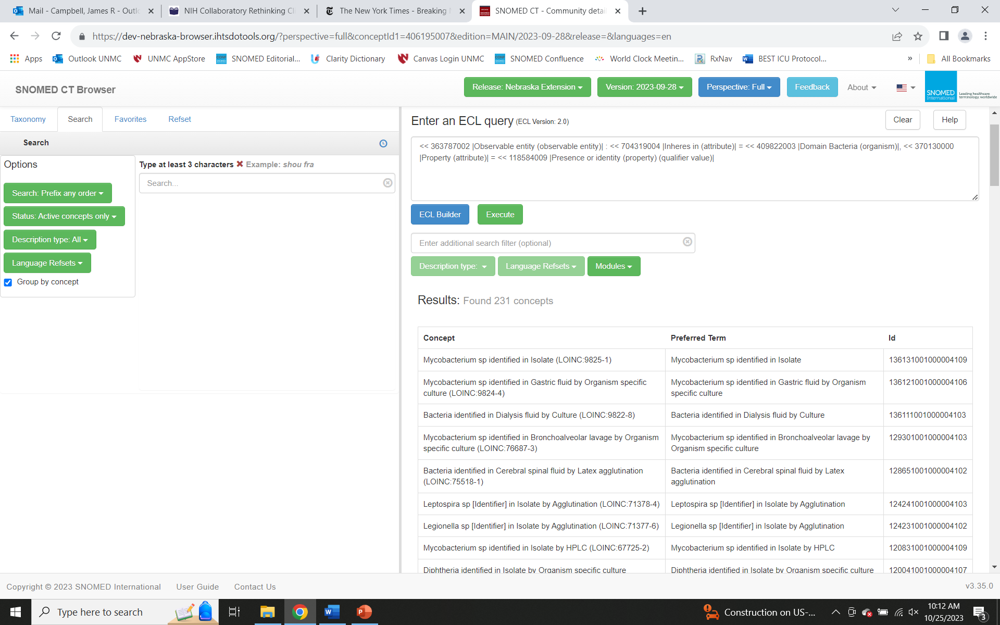 Mail - Campbell, James R - Outl
NIH Collaboratory Rethinking Cl
The New York Times - Breaking
SNOMED CT - Community detai
https://dev-nebraska-browser.ihtsdotools.org/?perspective=full&conceptId1=406195007&edition=MAIN/2023-09-28&release=&languages=en
Apps
Outlook UNMC
UNMC AppStore
SNOMED Editorial...
Clarity Dictionary
Canvas Login UNMC
SNOMED Confluence
World Clock Meetin...
RxNav
BEST ICU Protocol...
»
All Bookmarks
SNOMED CT Browser
Release: Nebraska Extension
Version: 2023-09-28
Perspective: Full
Feedback
About
SNOMED
International
Leading healthcare
terminology, worldwide
Taxonomy
Search
Favorites
Refset
Search
Options
Search: Prefix any order
Status: Active concepts only
Description type: All
Language Refsets
Group by concept
Type at least 3 characters ✖ Example: shou fra
Search...
Enter an ECL query (ECL Version: 2.0)
Clear
Help
<< 363787002 |Observable entity (observable entity)| : << 704319004 |Inheres in (attribute)| = << 409822003 |Domain Bacteria (organism)|, << 370130000
|Property (attribute)| = << 118584009 |Presence or identity (property) (qualifier value)|
ECL Builder
Execute
Enter additional search filter (optional)
Description type:
Language Refsets
Modules
Results: Found 231 concepts
Concept
Preferred Term
Id
Mycobacterium sp identified in Isolate (LOINC:9825-1)
Mycobacterium sp identified in Isolate
136131001000004109
Mycobacterium sp identified in Gastric fluid by Organism specific
culture (LOINC:9824-4)
Mycobacterium sp identified in Gastric fluid by Organism
specific culture
136121001000004106
Bacteria identified in Dialysis fluid by Culture (LOINC:9822-8)
Bacteria identified in Dialysis fluid by Culture
136111001000004103
Mycobacterium sp identified in Bronchoalveolar lavage by Organism
specific culture (LOINC:76687-3)
Mycobacterium sp identified in Bronchoalveolar lavage by
Organism specific culture
129301001000004103
Bacteria identified in Cerebral spinal fluid by Latex agglutination
(LOINC:75518-1)
Bacteria identified in Cerebral spinal fluid by Latex
agglutination
128651001000004102
Leptospira sp [Identifier] in Isolate by Agglutination (LOINC:71378-4)
Leptospira sp [Identifier] in Isolate by Agglutination
124241001000004103
Legionella sp [Identifier] in Isolate by Agglutination (LOINC:71377-6)
Legionella sp [Identifier] in Isolate by Agglutination
124231001000004102
Mycobacterium sp identified in Isolate by HPLC (LOINC:67725-2)
Mycobacterium sp identified in Isolate by HPLC
120831001000004109
Diphtheria identified in Isolate by Organism specific culture
Diphtheria identified in Isolate by Organism specific culture
120041001000004107
Copyright © 2023 SNOMED International
User Guide
Contact Us
v3.35.0
Type here to search
Construction on US-...
10:12 AM
10/25/2023
3